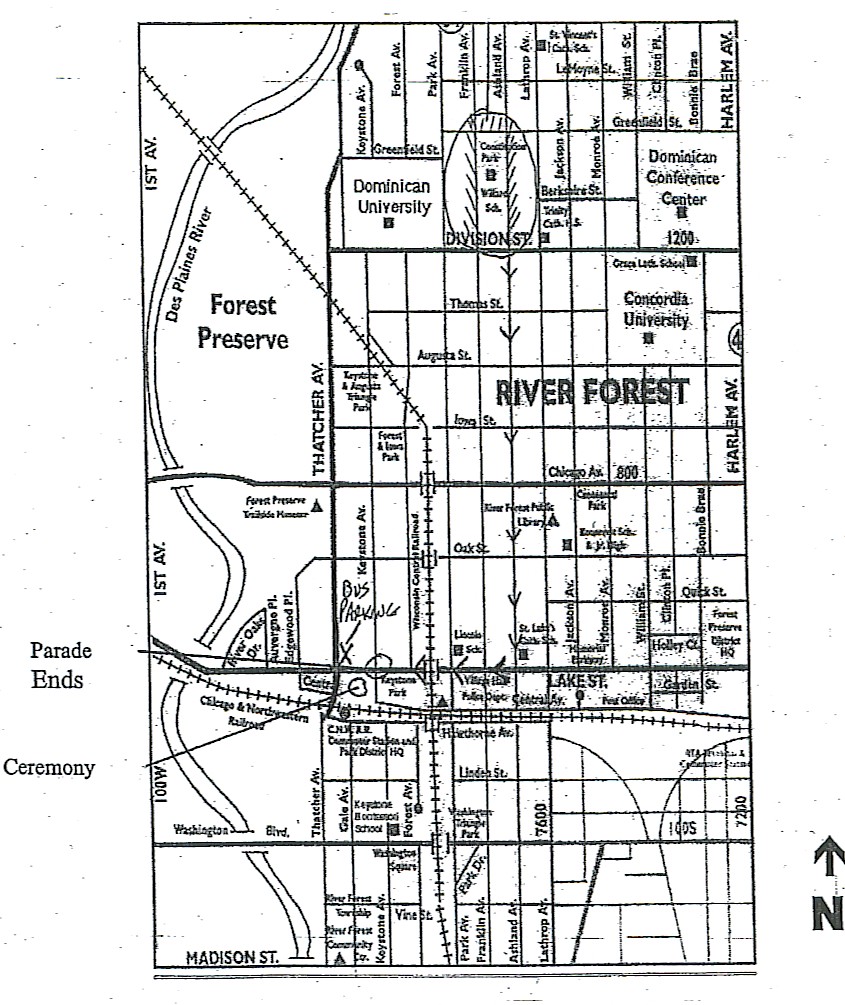 Forest Av.
Park Av.
Franklin Av.
Ashland Av.
Lathrop Av.
St. Vincent's
Cath. Sch.
LeMoyne St.
William St.
Clinton Pl.
Bonnie Brae
HARLEM AV.
1ST AV.
Keystone Av.
Greenfield St.
Greenfield St.
Jackson Av.
Monroe Av.
Park
Sch.
Dominican
University
Dominican
Conference
Center
Berkshire St.
Trinity
Cath. H.S.
DIVISION ST.
1200
Des Plaines River
Grace Luth. School
Forest
Preserve
Thomas St.
Concordia
University
4
Augusta St.
THATCHER AV.
Keystone
& Augusta
Triangle
Park
RIVER FOREST
HARLEM AV.
Iowa St.
Forest
& Iowa
Park
Chicago Av.
800
Forest Preserve
Trailside Museum
River Forest Public
Library
Park
Roosevelt Sch.
& Jr. High
Bonnie Brae
Keystone Av.
Wisconsin Central Railroad
Oak St.
1ST AV.
BUS
PARKING
X
Quick St.
Jackson Av.
Monroe Av.
William St.
Clinton Pl.
River Oaks
Dr.
Auvergne Pl.
Edgewood Pl.
Lincoln
Sch.
St. Luke's
Cath. Sch.
Memorial
Parkway
Holley Ct.
Forest
Preserve
District
HQ
Parade
Ends
Keystone
Park
Village Hall
Police Dept.
LAKE ST.
Central Av.
Post Office
Garden St.
Chicago & Northwestern
Railroad
C.N.W. R.R.
Commuter Station and
Park District HQ
Hawthorne Av.
Ceremony
Linden St.
100W
Thatcher Av.
Gale Av.
Keystone
Montessori
School
Forest Av.
Washington
Triangle
Park
7600
100S
7200
Washington Blvd.
Washington
Square
Park Dr.
N
River Forest
Township
Keystone Av.
Vine St.
River Forest
Community
Ctr.
Park Av.
Franklin Av.
Ashland Av.
Lathrop Av.
MADISON ST.